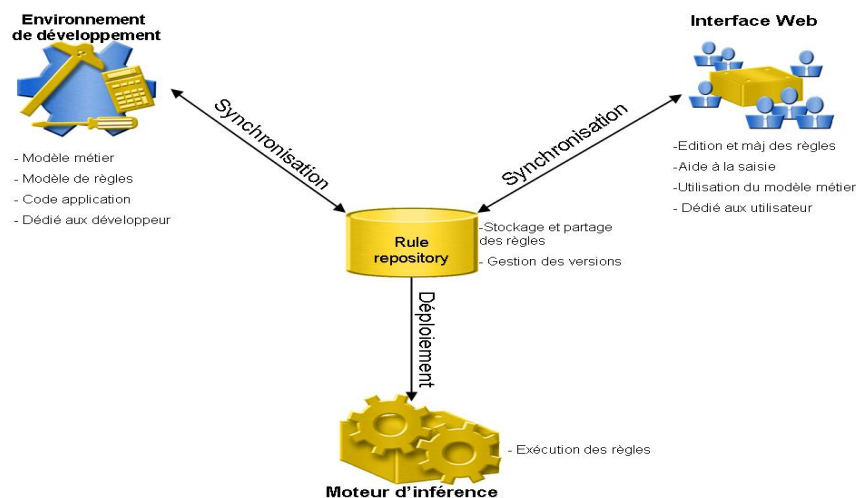 Environnement
de développement
- Modèle métier
- Modèle de règles
- Code application
- Dédié aux développeur
Synchronisation
Interface Web
-Edition et màj des règles
-Aide à la saisie
-Utilisation du modèle métier
- Dédié aux utilisateur
Synchronisation
Rule
repository
-Stockage et partage
des règles
- Gestion des versions
Déploiement
- Exécution des règles
Moteur d'inférence